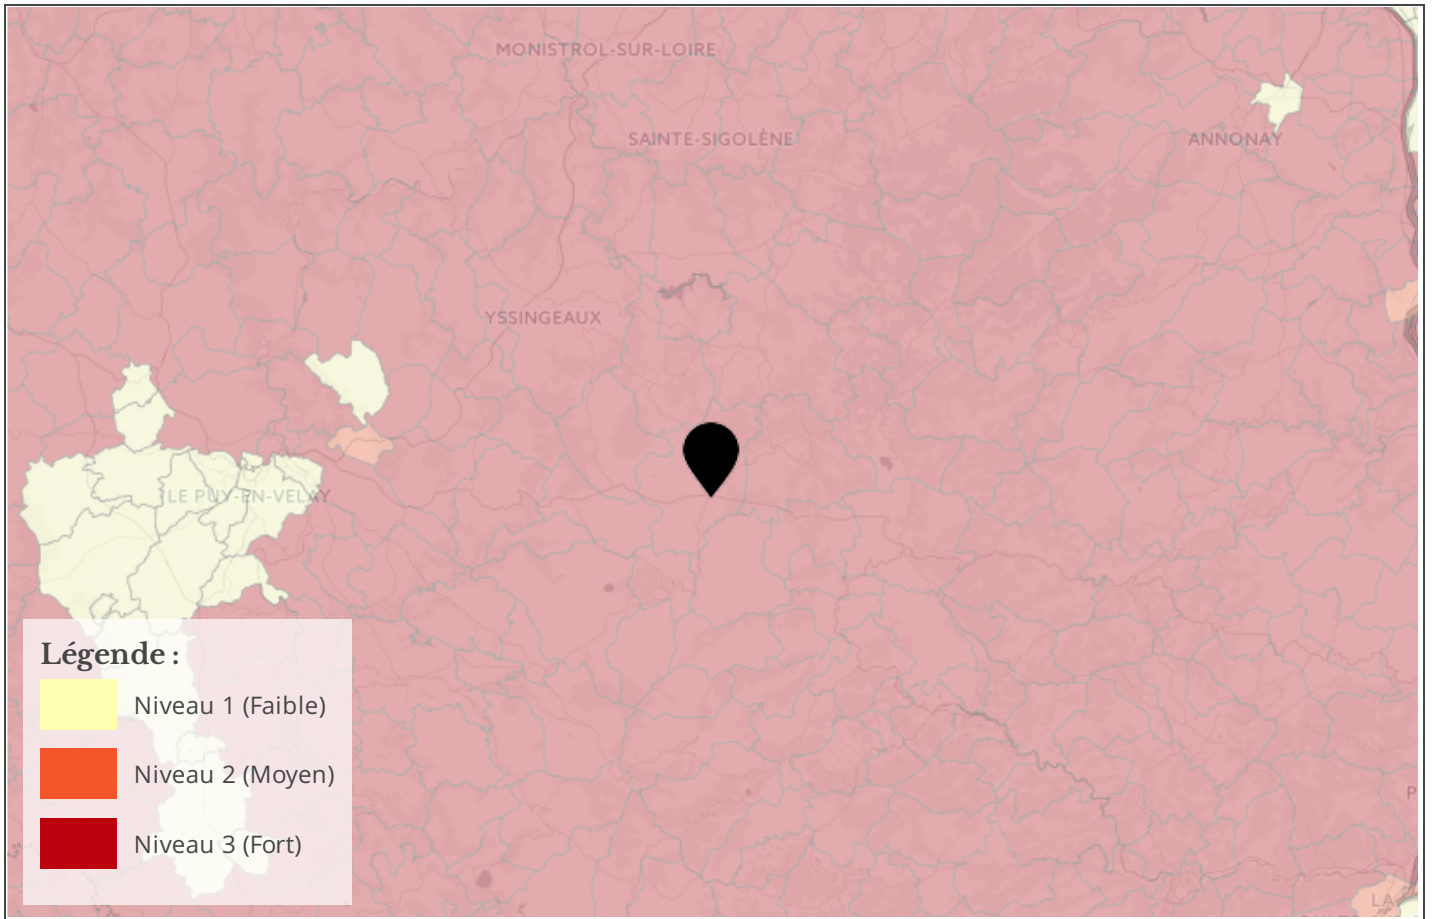 MONISTROL-SUR-LOIRE
SAINTE-SIGOLÈNE
ANNONAY
YSSINGEAUX
LE PUY-EN-VELAY
Légende :
Niveau 1 (Faible)
Niveau 2 (Moyen)
Niveau 3 (Fort)
P
LA